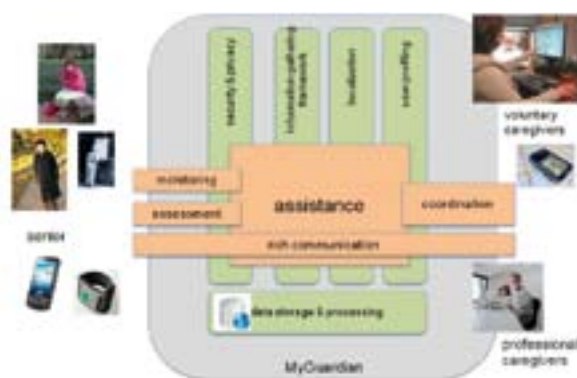 security & privacy
information gathering
framework
localisation
user profiling
voluntary
caregivers
monitoring
assistance
coordination
assessment
senior
rich communication
data storage & processing
MyGuardian
professional
caregivers